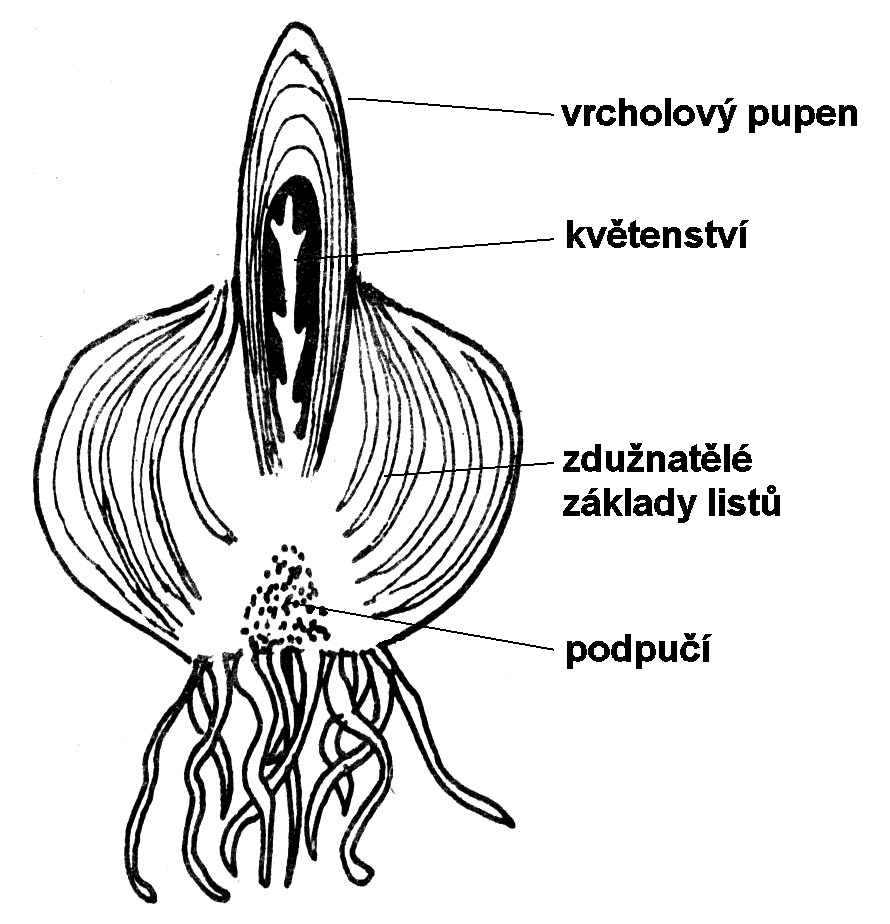 vrcholový pupen
květenství
zdužnatělé
základy listů
podpučí